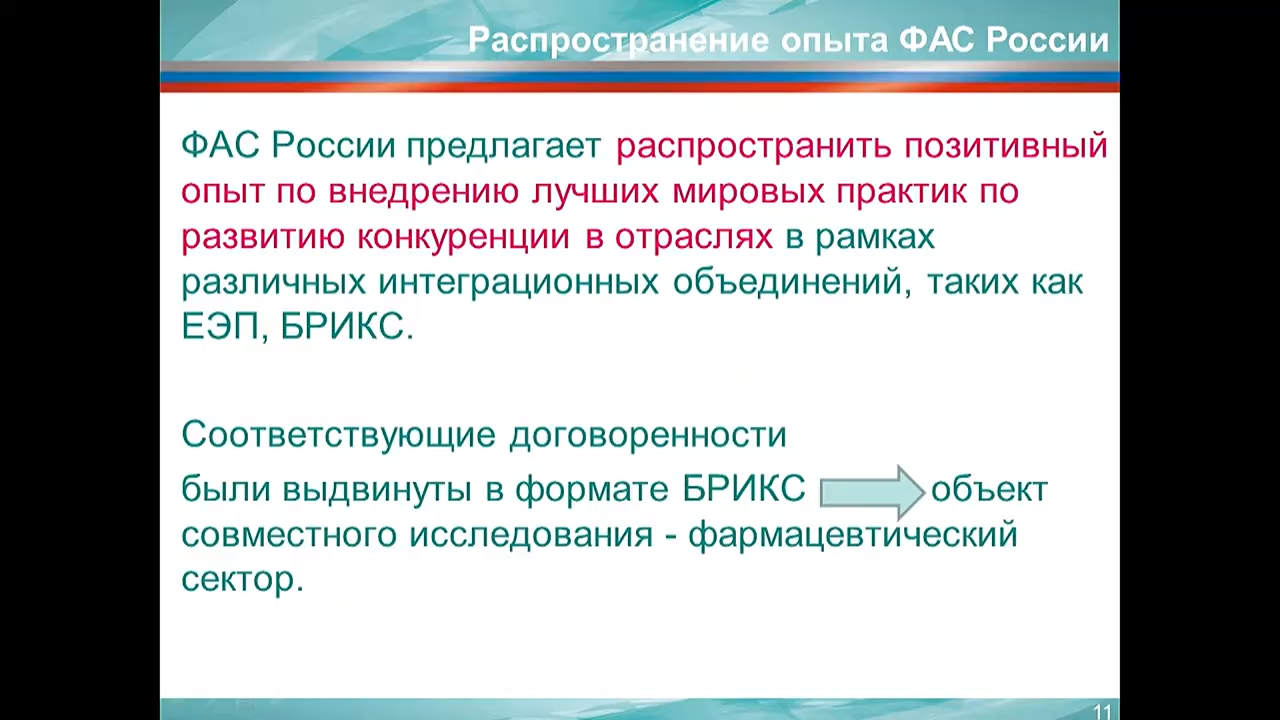 Распространение опыта ФАС России
ФАС России предлагает распространить позитивный
опыт по внедрению лучших мировых практик по
развитию конкуренции в отраслях в рамках
различных интеграционных объединений, таких как
ЕЭП, БРИКС.
Соответствующие договоренности
были выдвинуты в формате БРИКС объект
совместного исследования - фармацевтический
сектор.
11